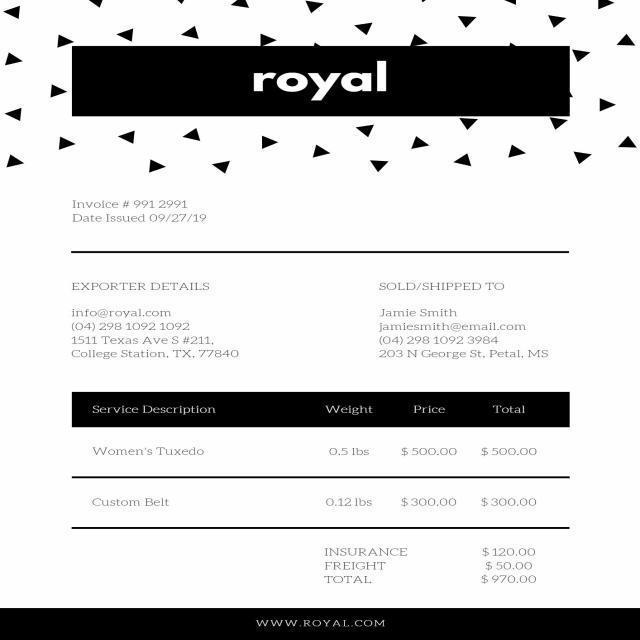 royal
Invoice # 991 2991
Date Issued 09/27/19
EXPORTER DETAILS
info@royal.com
(04) 298 1092 1092
1511 Texas Ave S #211,
College Station, TX, 77840
SOLD/SHIPPED TO
Jamie Smith
jamiesmith@email.com
(04) 298 1092 3984
203 N George St, Petal, MS
Service Description Weight Price Total
Women's Tuxedo 0.5 lbs $ 500.00 $ 500.00
Custom Belt 0.12 lbs $ 300.00 $ 300.00
INSURANCE $ 120.00
FREIGHT $ 50.00
TOTAL $ 970.00
WWW.ROYAL.COM